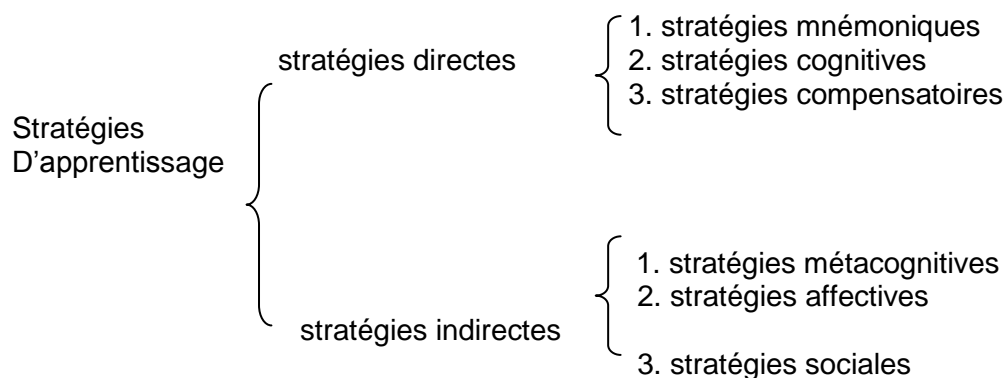 Stratégies
D'apprentissage
stratégies directes
1. stratégies mnémoniques
2. stratégies cognitives
3. stratégies compensatoires
stratégies indirectes
1. stratégies métacognitives
2. stratégies affectives
3. stratégies sociales